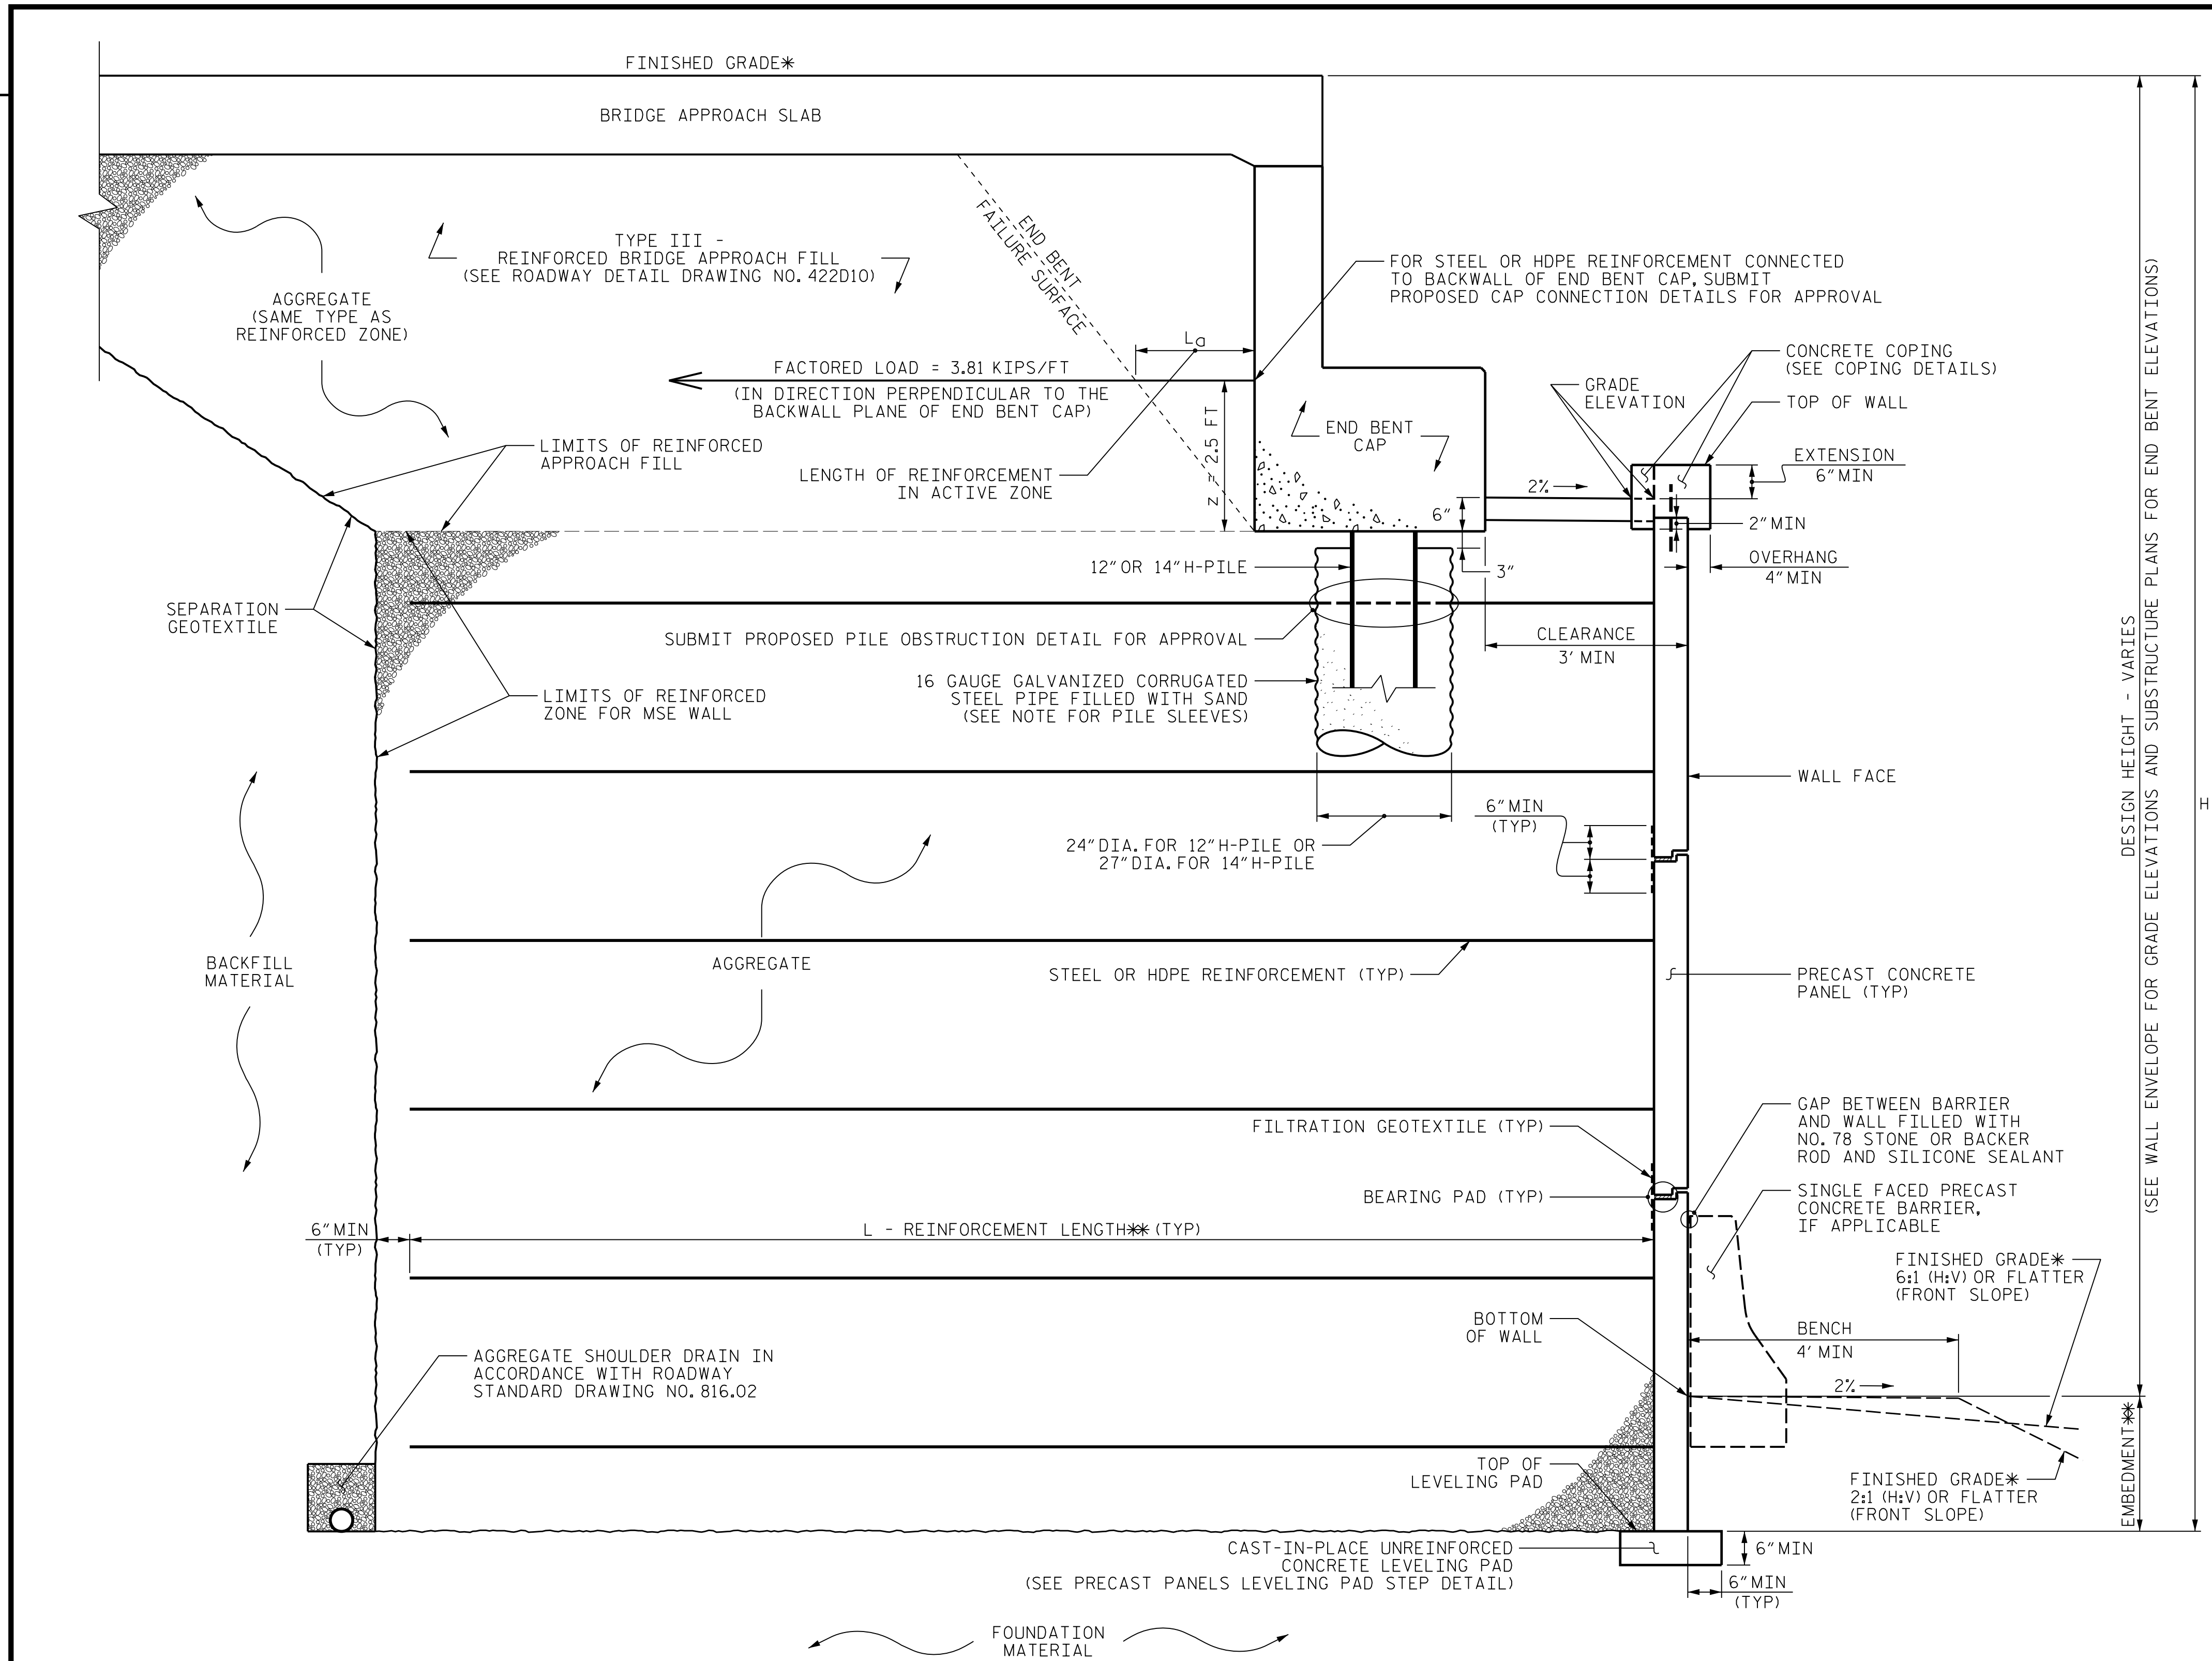 FINISHED GRADE*
BRIDGE APPROACH SLAB
TYPE III -
REINFORCED BRIDGE APPROACH FILL
(SEE ROADWAY DETAIL DRAWING NO. 422D10)
END BENT
FAILURE SURFACE
AGGREGATE
(SAME TYPE AS
REINFORCED ZONE)
FOR STEEL OR HDPE REINFORCEMENT CONNECTED
TO BACKWALL OF END BENT CAP, SUBMIT
PROPOSED CAP CONNECTION DETAILS FOR APPROVAL
La
FACTORED LOAD = 3.81 KIPS/FT
(IN DIRECTION PERPENDICULAR TO THE
BACKWALL PLANE OF END BENT CAP)
z = 2.5 FT
CONCRETE COPING
(SEE COPING DETAILS)
GRADE
ELEVATION
TOP OF WALL
END BENT
CAP
LIMITS OF REINFORCED
APPROACH FILL
LENGTH OF REINFORCEMENT
IN ACTIVE ZONE
EXTENSION
6" MIN
2%
6"
2" MIN
OVERHANG
4" MIN
3"
12" OR 14" H-PILE
SEPARATION
GEOTEXTILE
SUBMIT PROPOSED PILE OBSTRUCTION DETAIL FOR APPROVAL
CLEARANCE
3' MIN
16 GAUGE GALVANIZED CORRUGATED
STEEL PIPE FILLED WITH SAND
(SEE NOTE FOR PILE SLEEVES)
LIMITS OF REINFORCED
ZONE FOR MSE WALL
WALL FACE
6" MIN
(TYP)
24" DIA. FOR 12" H-PILE OR
27" DIA. FOR 14" H-PILE
DESIGN HEIGHT - VARIES
(SEE WALL ENVELOPE FOR GRADE ELEVATIONS AND SUBSTRUCTURE PLANS FOR END BENT ELEVATIONS)
H
BACKFILL
MATERIAL
AGGREGATE
STEEL OR HDPE REINFORCEMENT (TYP)
PRECAST CONCRETE
PANEL (TYP)
FILTRATION GEOTEXTILE (TYP)
GAP BETWEEN BARRIER
AND WALL FILLED WITH
NO. 78 STONE OR BACKER
ROD AND SILICONE SEALANT
BEARING PAD (TYP)
SINGLE FACED PRECAST
CONCRETE BARRIER,
IF APPLICABLE
6" MIN
(TYP)
L - REINFORCEMENT LENGTH** (TYP)
FINISHED GRADE*
6:1 (H:V) OR FLATTER
(FRONT SLOPE)
BOTTOM
OF WALL
BENCH
4' MIN
2%
AGGREGATE SHOULDER DRAIN IN
ACCORDANCE WITH ROADWAY
STANDARD DRAWING NO. 816.02
EMBEDMENT**
TOP OF
LEVELING PAD
FINISHED GRADE*
2:1 (H:V) OR FLATTER
(FRONT SLOPE)
CAST-IN-PLACE UNREINFORCED
CONCRETE LEVELING PAD
(SEE PRECAST PANELS LEVELING PAD STEP DETAIL)
6" MIN
6" MIN
(TYP)
FOUNDATION
MATERIAL